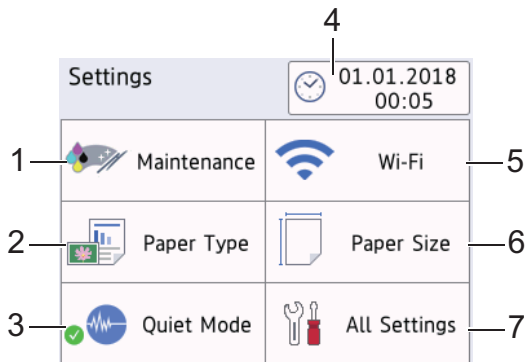 4
Settings
01.01.2018
00:05
1
Maintenance
Wi-Fi
5
2
Paper Type
Paper Size
6
3
Quiet Mode
All Settings
7